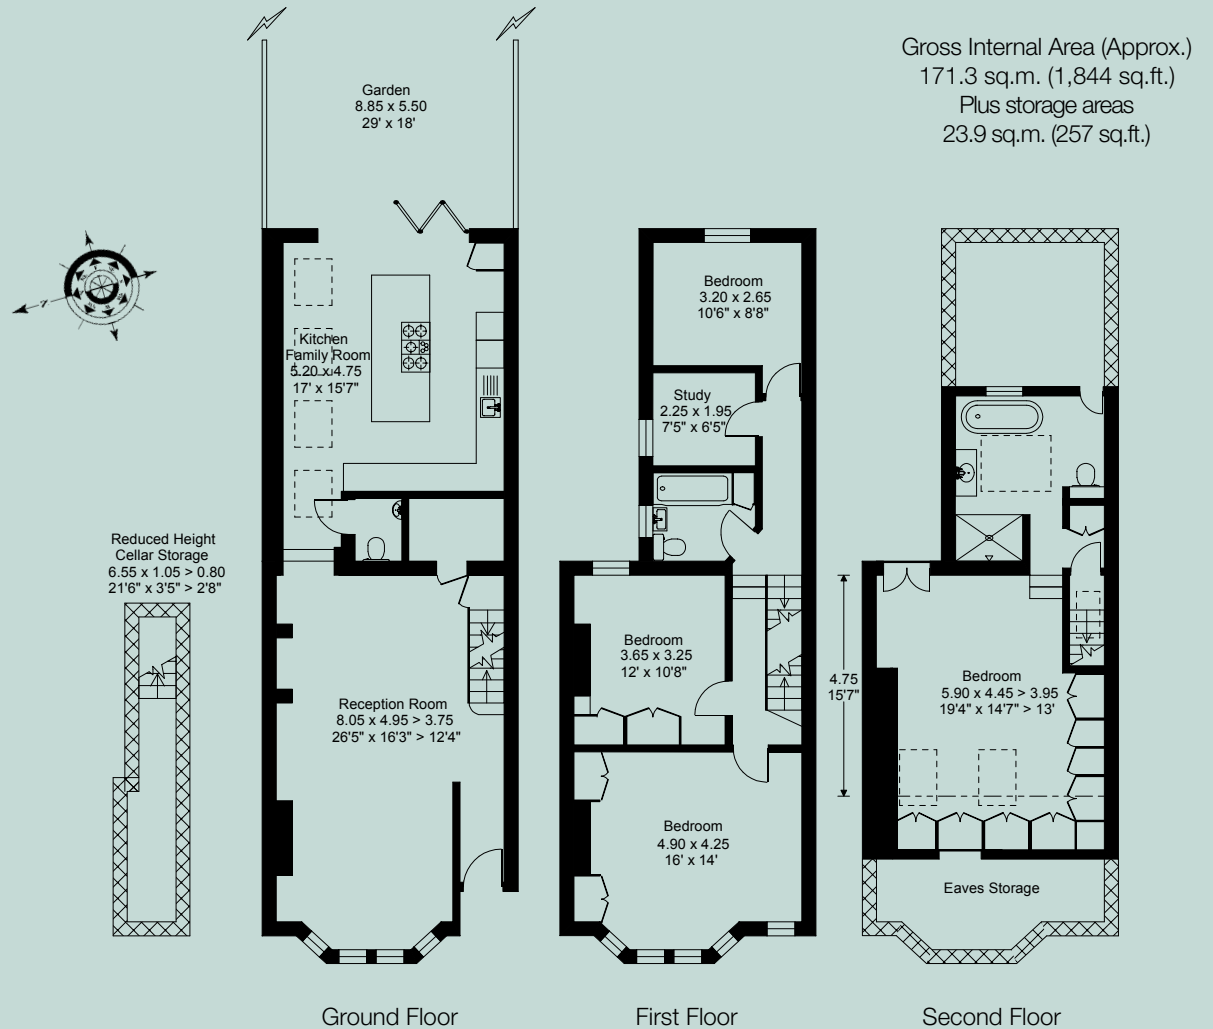 Gross Internal Area (Approx.)
171.3 sq.m. (1,844 sq.ft.)
Plus storage areas
23.9 sq.m. (257 sq.ft.)
Garden
8.85 x 5.50
29' x 18'
Kitchen
Family Room
5.20 x 4.75
17' x 15'7"
Reduced Height
Cellar Storage
6.55 x 1.05 > 0.80
21'6" x 3'5" > 2'8"
Reception Room
8.05 x 4.95 > 3.75
26'5" x 16'3" > 12'4"
Ground Floor
Bedroom
3.20 x 2.65
10'6" x 8'8"
Study
2.25 x 1.95
7'5" x 6'5"
Bedroom
3.65 x 3.25
12' x 10'8"
Bedroom
4.90 x 4.25
16' x 14'
First Floor
4.75
15'7"
Bedroom
5.90 x 4.45 > 3.95
19'4" x 14'7" > 13'
Eaves Storage
Second Floor